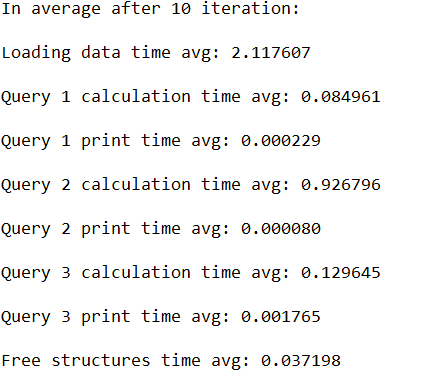 In average after 10 iteration:
Loading data time avg: 2.117607
Query 1 calculation time avg: 0.084961
Query 1 print time avg: 0.000229
Query 2 calculation time avg: 0.926796
Query 2 print time avg: 0.000080
Query 3 calculation time avg: 0.129645
Query 3 print time avg: 0.001765
Free structures time avg: 0.037198